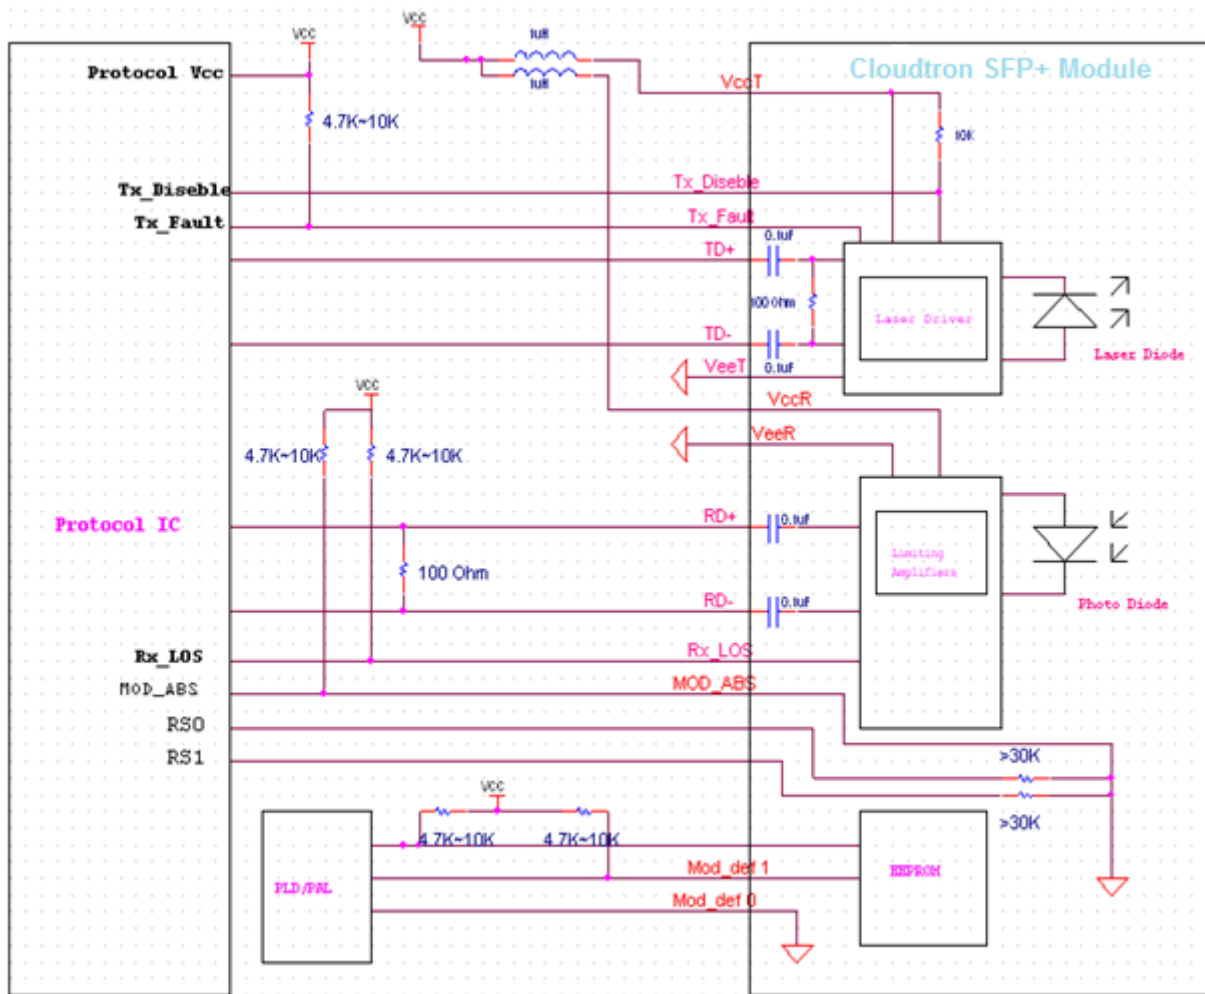 VCC
VCC
1uH
1uH
Cloudtron SFP+ Module
Protocol Vcc
VccT
4.7K~10K
10K
Tx_Diseble
Tx_Diseble
Tx_Fault
Tx_Fault
0.1uF
TD+
100 Ohm
Laser Driver
TD-
0.1uF
Laser Diode
VeeT
VCC
VccR
VeeR
4.7K~10K
4.7K~10K
Protocol IC
RD+
0.1uF
Limiting
Amplifiers
100 Ohm
RD-
0.1uF
Photo Diode
Rx_LOS
Rx_LOS
MOD_ABS
MOD_ABS
RS0
RS1
>30K
VCC
>30K
4.7K~10K
4.7K~10K
PLD/PAL
Mod_def 1
EEPROM
Mod_def 0